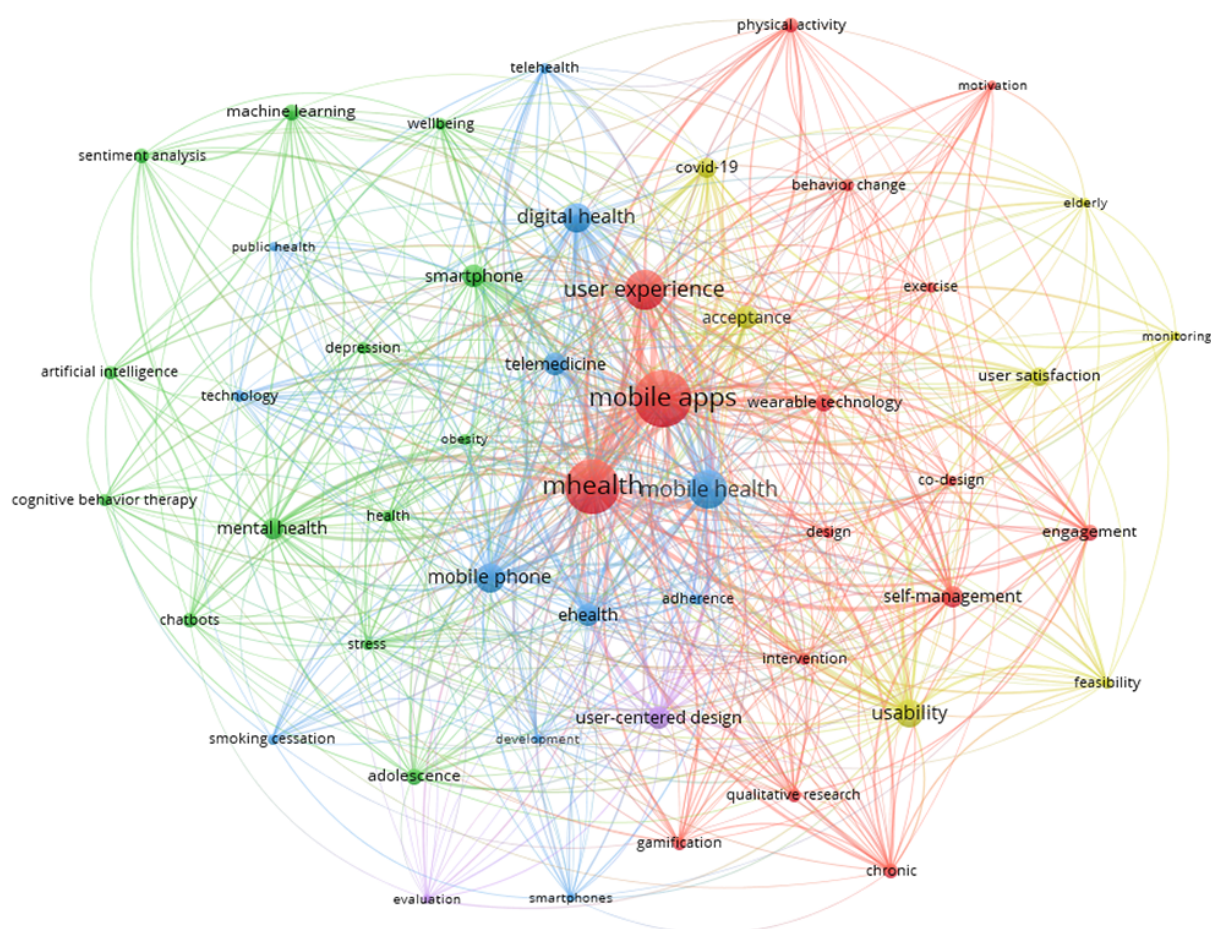 physical activity
telehealth
motivation
machine learning
wellbeing
sentiment analysis
covid-19
behavior change
elderly
digital health
public health
smartphone
user experience
exercise
acceptance
monitoring
depression
telemedicine
artificial intelligence
user satisfaction
technology
mobile apps
wearable technology
obesity
co-design
mhealth
mobile health
cognitive behavior therapy
health
mental health
design
engagement
mobile phone
self-management
adherence
ehealth
chatbots
stress
intervention
feasibility
usability
user-centered design
smoking cessation
development
adolescence
qualitative research
gamification
chronic
evaluation
smartphones